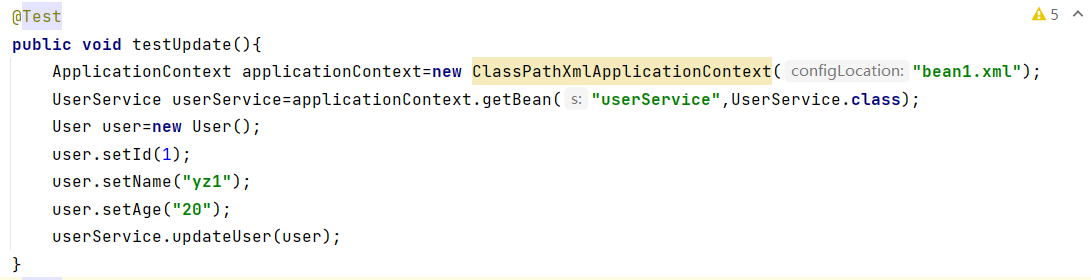 @Test 5
public void testUpdate(){
ApplicationContext applicationContext=new ClassPathXmlApplicationContext( configLocation: "bean1.xml");
UserService userService=applicationContext.getBean( s: "userService",UserService.class);
User user=new User();
user.setId(1);
user.setName("yz1");
user.setAge("20");
userService.updateUser(user);
}